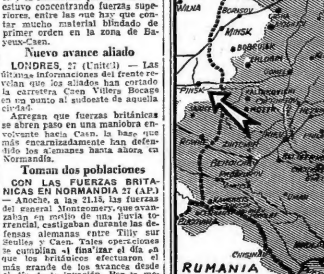 estuvo concentrando fuerzas supe-
riores, entre las que hay que con-
tar mucho material blindado de
primer orden en la zona de Ba-
yeux-Caen.
Nuevo avance aliado
LONDRES, 27 (United) — Las
últimas informaciones del frente re-
velan que los aliados han cortado
la carretera Caen Villers Bocage
en un punto al sudoeste de aquella
ciudad.
Agregan que fuerzas británicas
se abren paso en una maniobra en-
volvente hacia Caen, la base que
más encarnizadamente han defen-
dido los alemanes hasta ahora en
Normandía.
Toman dos poblaciones
CON LAS FUERZAS BRITA-
NICAS EN NORMANDIA 27 (A.P.)
— Anoche, a las 21.15, las fuerzas
del general Montgomery, que avan-
zaban en medio de una lluvia to-
rrencial, castigaban durante las de-
fensas alemanas entre Tilly sur
Seulles y Caen. Tales operciones
se cumplían al finalizar el día en
que los británicos efectuaron el
más grande de los avances desde
WILNA
BORISOV
MINSK
BOBRUISK
PINSK
RUMANIA